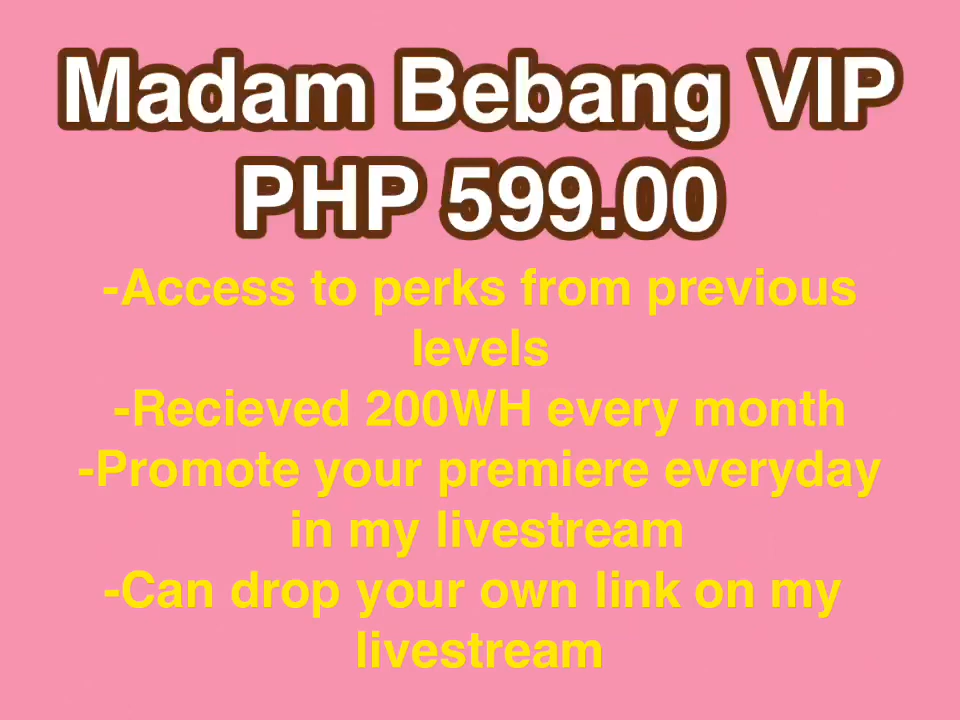 Madam Bebang VIP
PHP 599.00
-Access to perks from previous
levels
-Recieved 200WH every month
-Promote your premiere everyday
in my livestream
-Can drop your own link on my
livestream